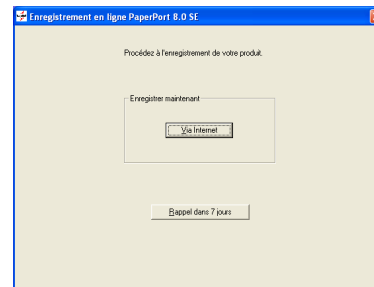 Enregistrement en ligne PaperPort 8.0 SE
Procédez à l'enregistrement de votre produit.
Enregistrer maintenant
Via Internet
Rappel dans 7 jours